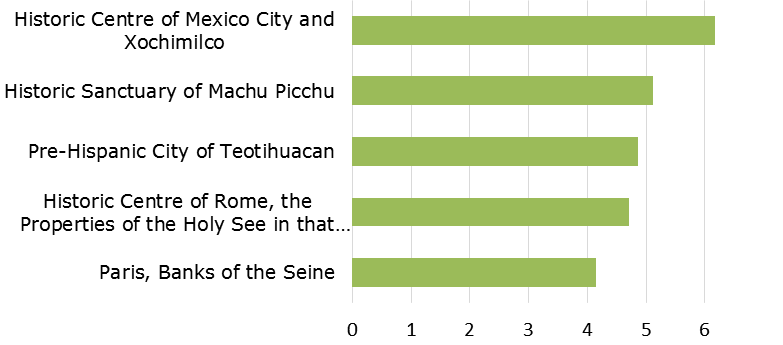 Historic Centre of Mexico City and
Xochimilco
Historic Sanctuary of Machu Picchu
Pre-Hispanic City of Teotihuacan
Historic Centre of Rome, the
Properties of the Holy See in that...
Paris, Banks of the Seine
0 1 2 3 4 5 6